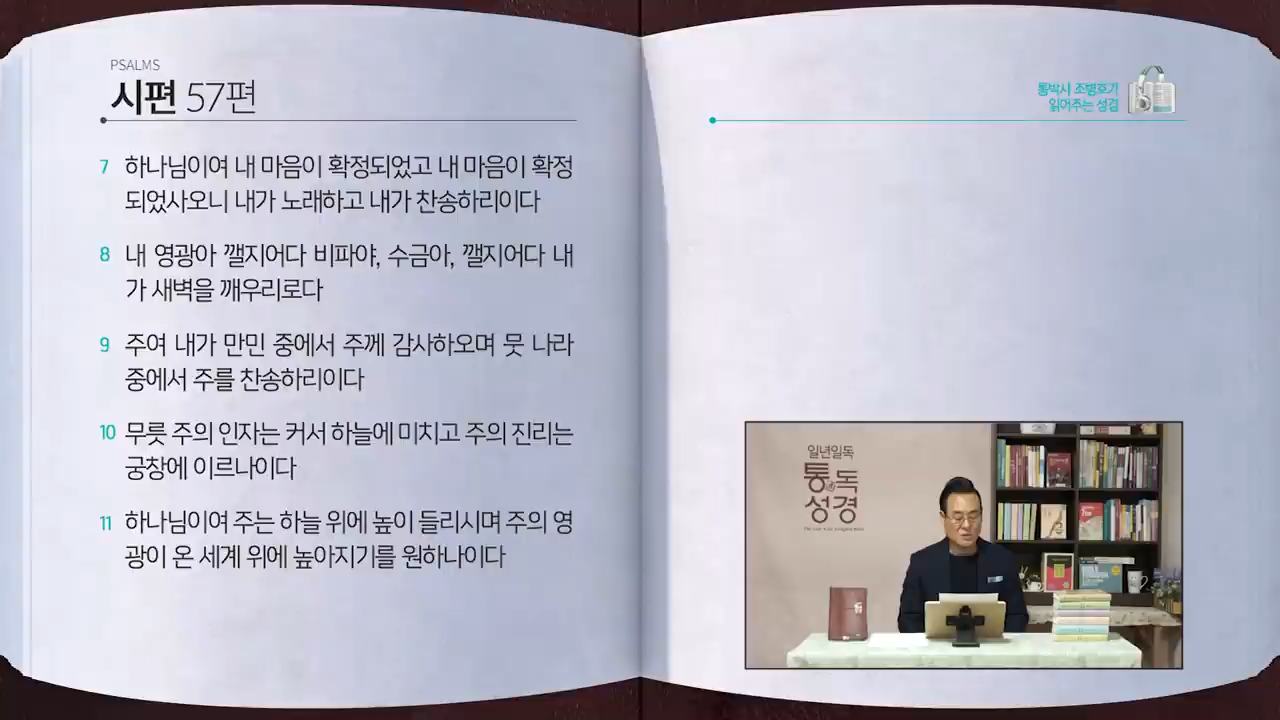 PSALMS
시편 57편
7 하나님이여 내 마음이 확정되었고 내 마음이 확정
되었사오니 내가 노래하고 내가 찬송하리이다
8 내 영광아 깰지어다 비파야, 수금아, 깰지어다 내
가 새벽을 깨우리로다
9 주여 내가 만민 중에서 주께 감사하오며 뭇 나라
중에서 주를 찬송하리이다
10 무릇 주의 인자는 커서 하늘에 미치고 주의 진리는
궁창에 이르나이다
11 하나님이여 주는 하늘 위에 높이 들리시며 주의 영
광이 온 세계 위에 높아지기를 원하나이다
통박사 조병호가
읽어주는 성경
일년일독
통독
성경